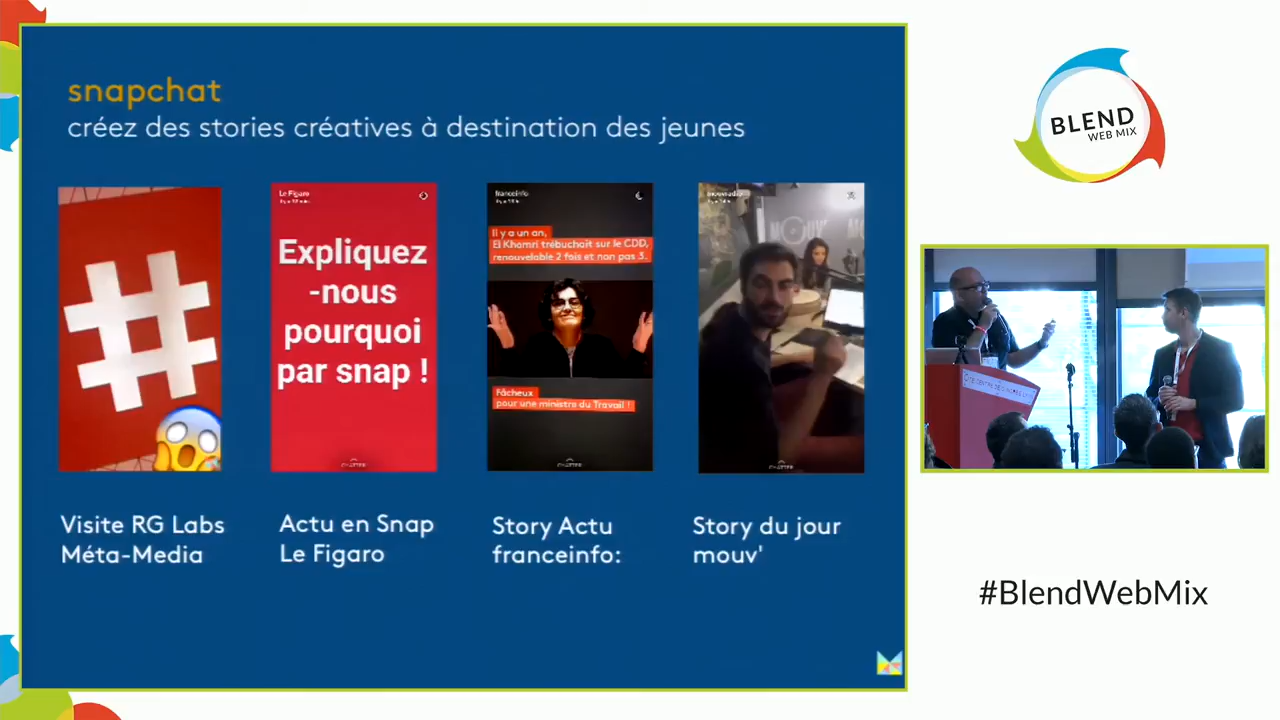 snapchat
créez des stories créatives à destination des jeunes
Le Figaro
Expliquez
-nous
pourquoi
par snap !
franceinfo
Il y a un an,
El Khomri trébuchait sur le CDD,
renouvelable 2 fois et non pas 3.
Fâcheux
pour une ministre du Travail !
MOUV'
Visite RG Labs
Méta-Media
Actu en Snap
Le Figaro
Story Actu
franceinfo:
Story du jour
mouv'
BLEND
WEB MIX
#BlendWebMix